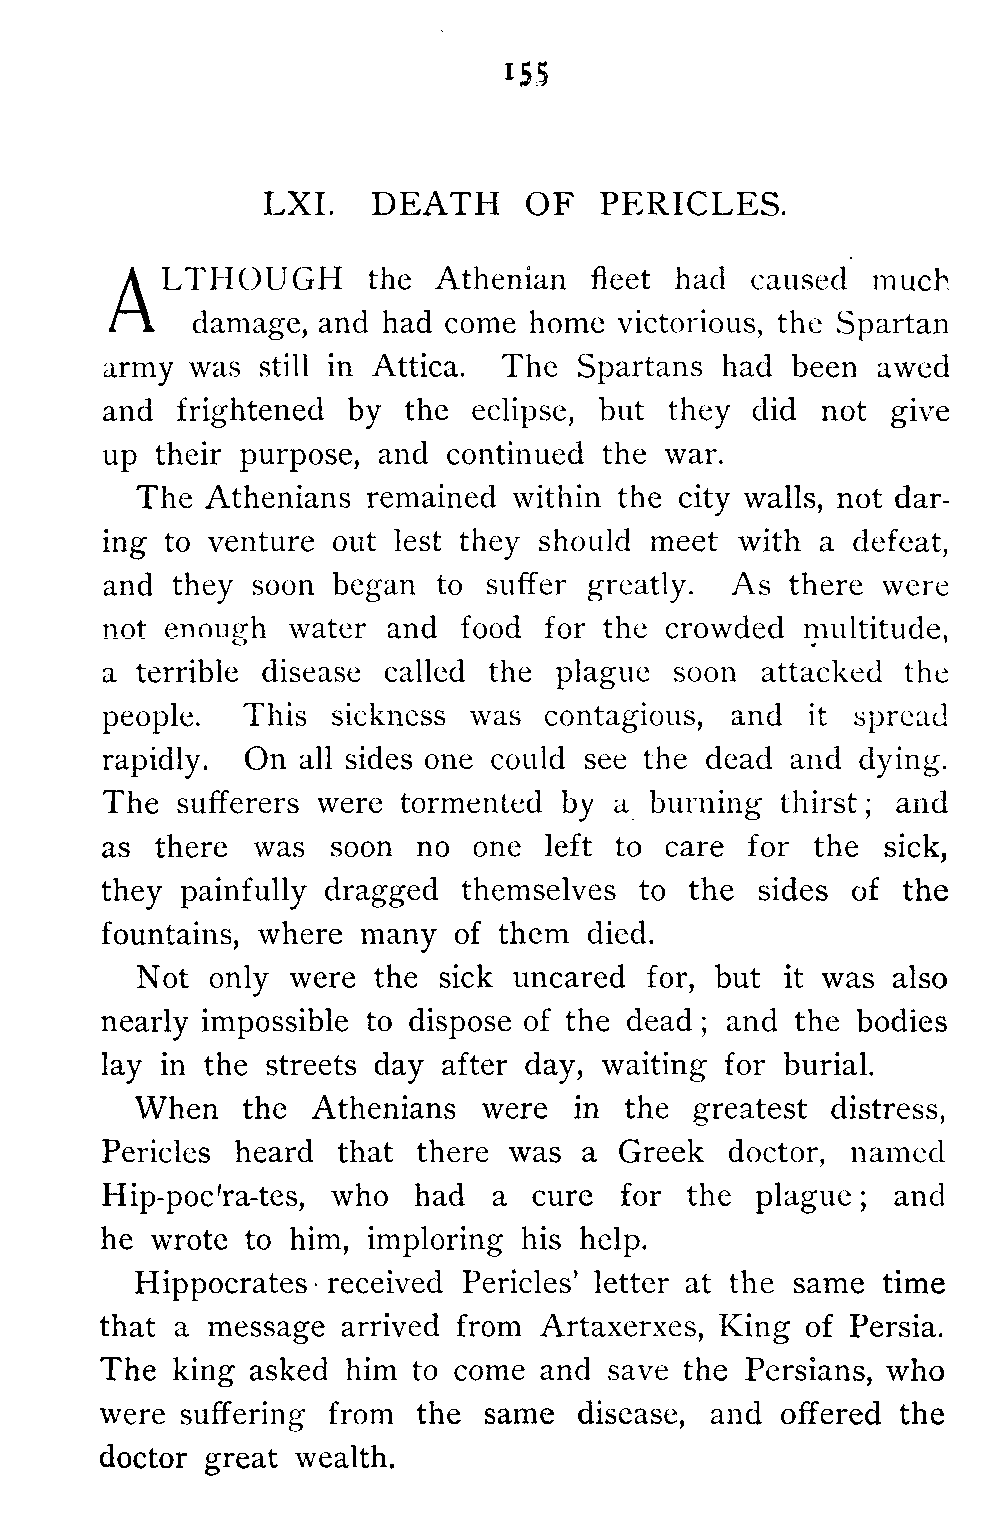 155
LXI. DEATH OF PERICLES.
ALTHOUGH the Athenian fleet had caused much
damage, and had come home victorious, the Spartan
army was still in Attica. The Spartans had been awed
and frightened by the eclipse, but they did not give
up their purpose, and continued the war.
The Athenians remained within the city walls, not dar-
ing to venture out lest they should meet with a defeat,
and they soon began to suffer greatly. As there were
not enough water and food for the crowded multitude,
a terrible disease called the plague soon attacked the
people. This sickness was contagious, and it spread
rapidly. On all sides one could see the dead and dying.
The sufferers were tormented by a burning thirst; and
as there was soon no one left to care for the sick,
they painfully dragged themselves to the sides of the
fountains, where many of them died.
Not only were the sick uncared for, but it was also
nearly impossible to dispose of the dead; and the bodies
lay in the streets day after day, waiting for burial.
When the Athenians were in the greatest distress,
Pericles heard that there was a Greek doctor, named
Hip-poc'ra-tes, who had a cure for the plague; and
he wrote to him, imploring his help.
Hippocrates received Pericles' letter at the same time
that a message arrived from Artaxerxes, King of Persia.
The king asked him to come and save the Persians, who
were suffering from the same disease, and offered the
doctor great wealth.